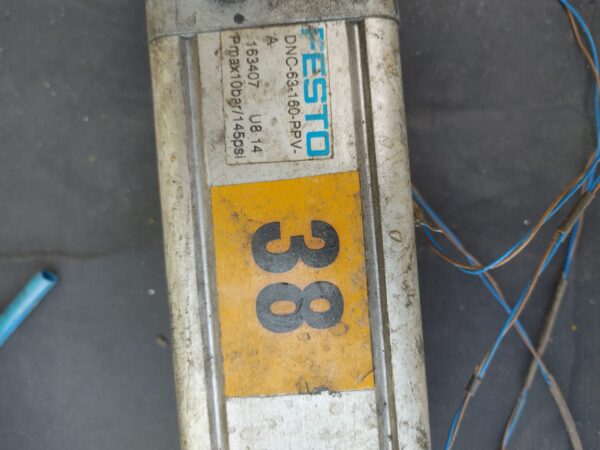 FESTO
DNC-63-160-PPV-
A
163407 U8 14
Pmax10bar/145psi
38